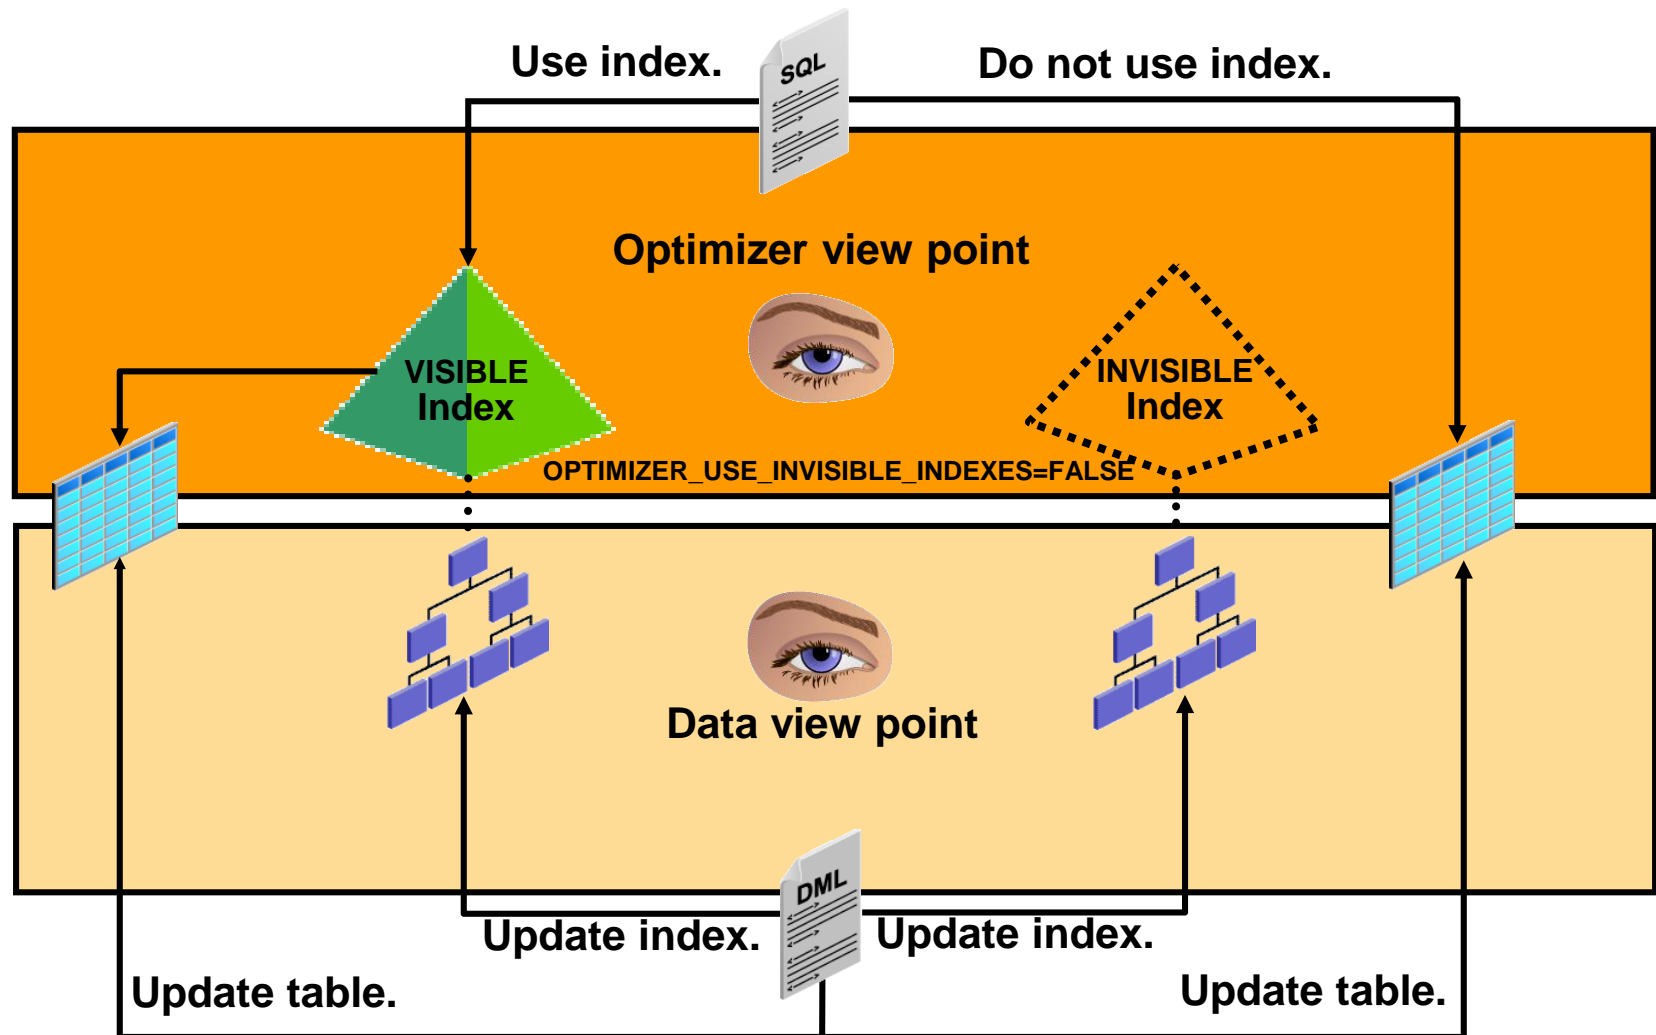 Use index.
SQL
Do not use index.
Optimizer view point
VISIBLE
Index
INVISIBLE
Index
OPTIMIZER_USE_INVISIBLE_INDEXES=FALSE
Data view point
DML
Update index.
Update index.
Update table.
Update table.